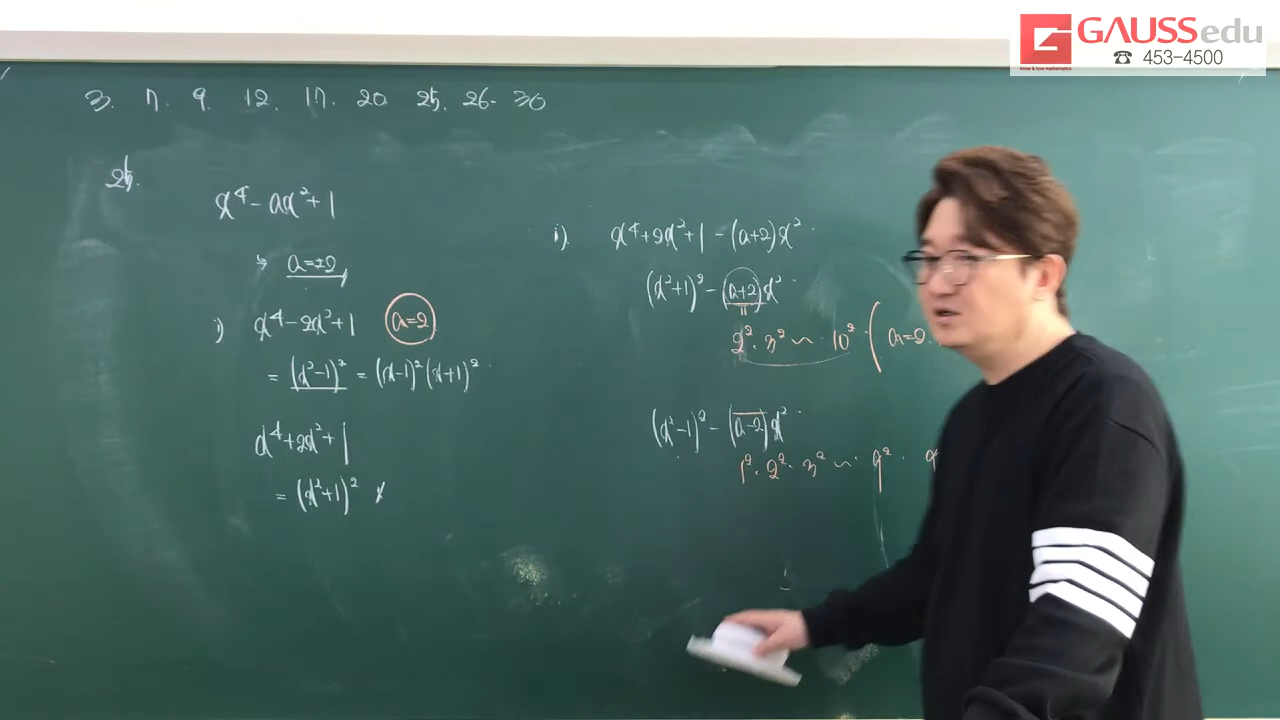 GAUSSedu
☎ 453-4500
3. 7. 9. 12. 17. 20 25. 26. 30
25.
x⁴-ax²+1
↳ a=±2
i) x⁴-2x²+1 (a=2)
= (x²-1)² = (x-1)²(x+1)²
x⁴+2x²+1
= (x²+1)² ×
i). x⁴+2x²+1-(a+2)x²
(x²+1)²-(a+2)x²
2². 3² ~ 10² (a=2
(x²-1)²-(a-2)x²
1². 2². 3² ~ 9²